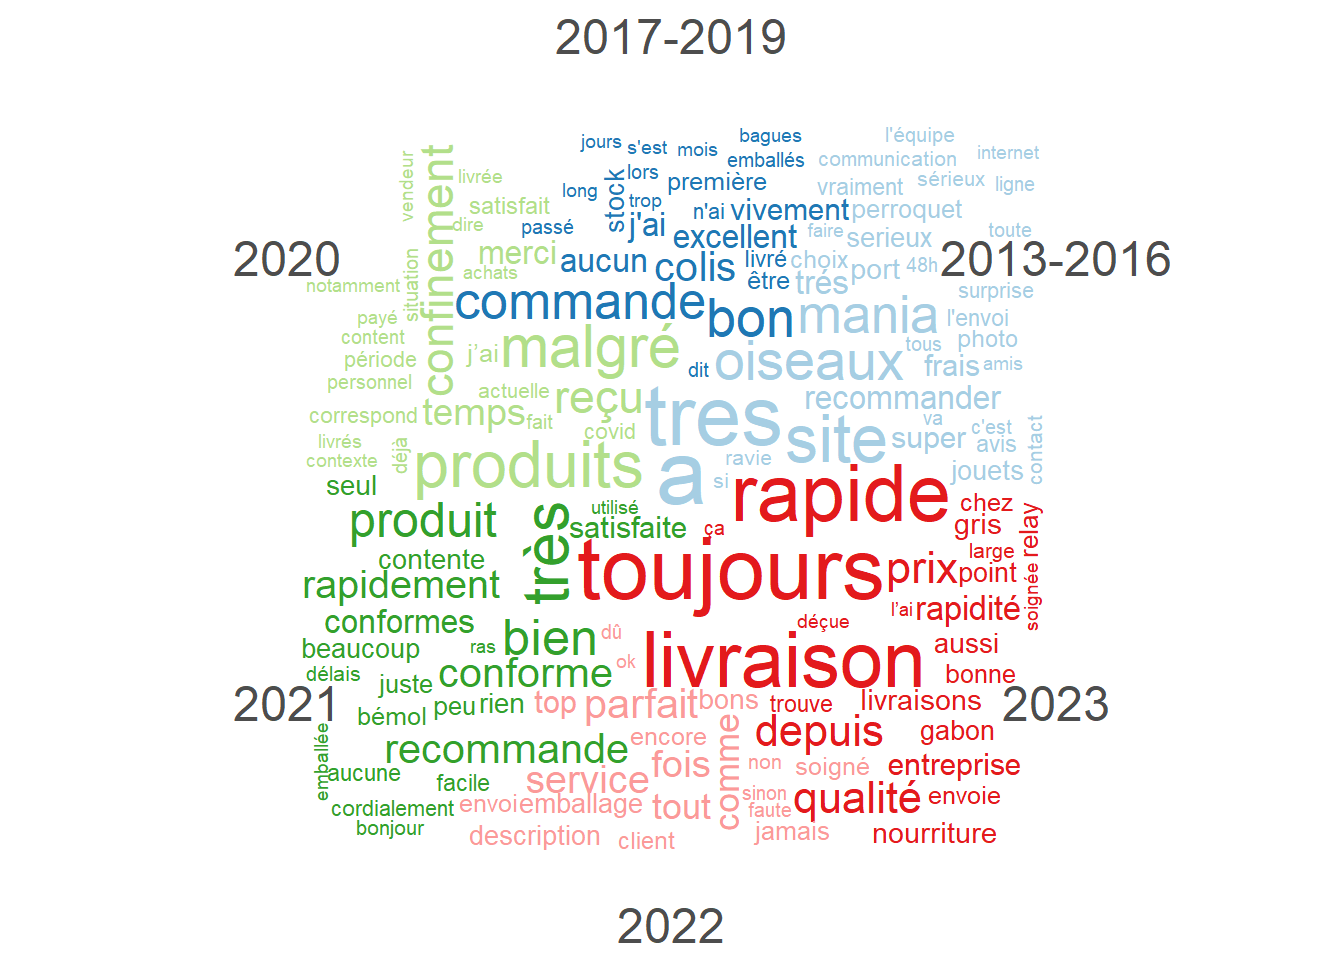 2017-2019
jours
s'est
mois
bagues
emballés
l'équipe
communication
internet
vendeur
confinement
livrée
long
stock
lors
première
trop
vraiment
sérieux
ligne
satisfait
dire
passé
j'ai
n'ai
vivement
perroquet
faire
toute
2020
merci
aucun
excellent
serieux
2013-2016
situation
achats
colis
livré
être
choix
trés
port
48h
notamment
commande
bon
mania
surprise
l'envoi
payé
content
période
j'ai
malgré
dit
oiseaux
tous
photo
frais
amis
personnel
actuelle
reçu
recommander
correspond
temps
fait
covid
tres
site
super
va
c'est
avis
contact
livrés
contexte
déjà
produits
a
si
ravie
jouets
seul
rapide
chez
gris
relay
produit
très
utilisé
satisfaite
ça
large
contente
toujours
prix
point
rapidement
soignée
l'ai
rapidité
conformes
déçue
beaucoup
ras
bien
dû
ok
livraison
aussi
délais
conforme
bonne
juste
2021
bémol
peu
rien
top
parfait
bons
trouve
livraisons
2023
emballée
recommande
encore
comme
depuis
gabon
aucune
facile
service
fois
non
soigné
entreprise
cordialement
envoi
emballage
tout
sinon
faute
qualité
envoie
bonjour
description
client
jamais
nourriture
2022